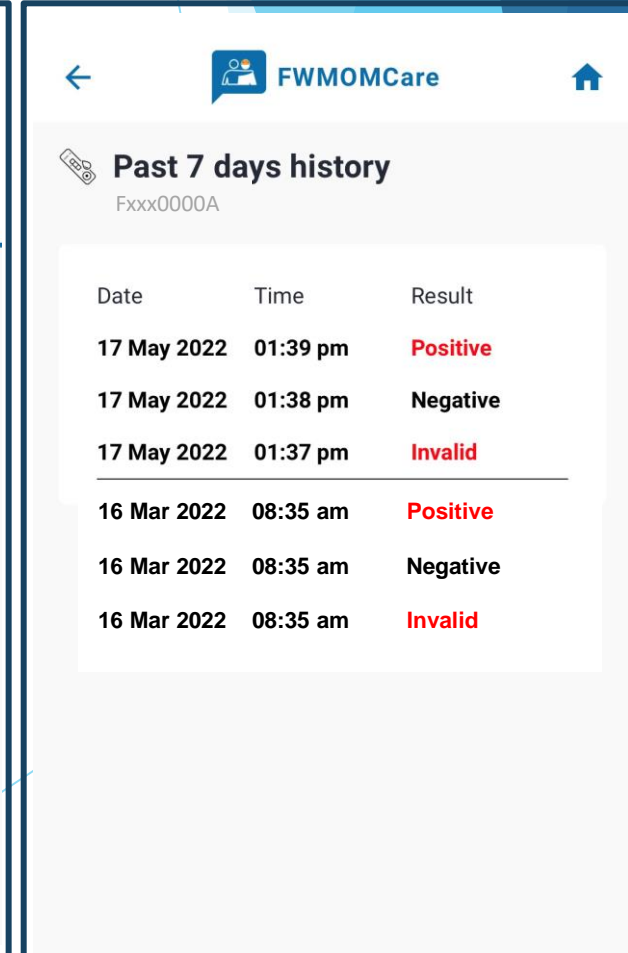 FWMOMCare
Past 7 days history
Fxxx0000A
Date Time Result
17 May 2022 01:39 pm Positive
17 May 2022 01:38 pm Negative
17 May 2022 01:37 pm Invalid
16 Mar 2022 08:35 am Positive
16 Mar 2022 08:35 am Negative
16 Mar 2022 08:35 am Invalid